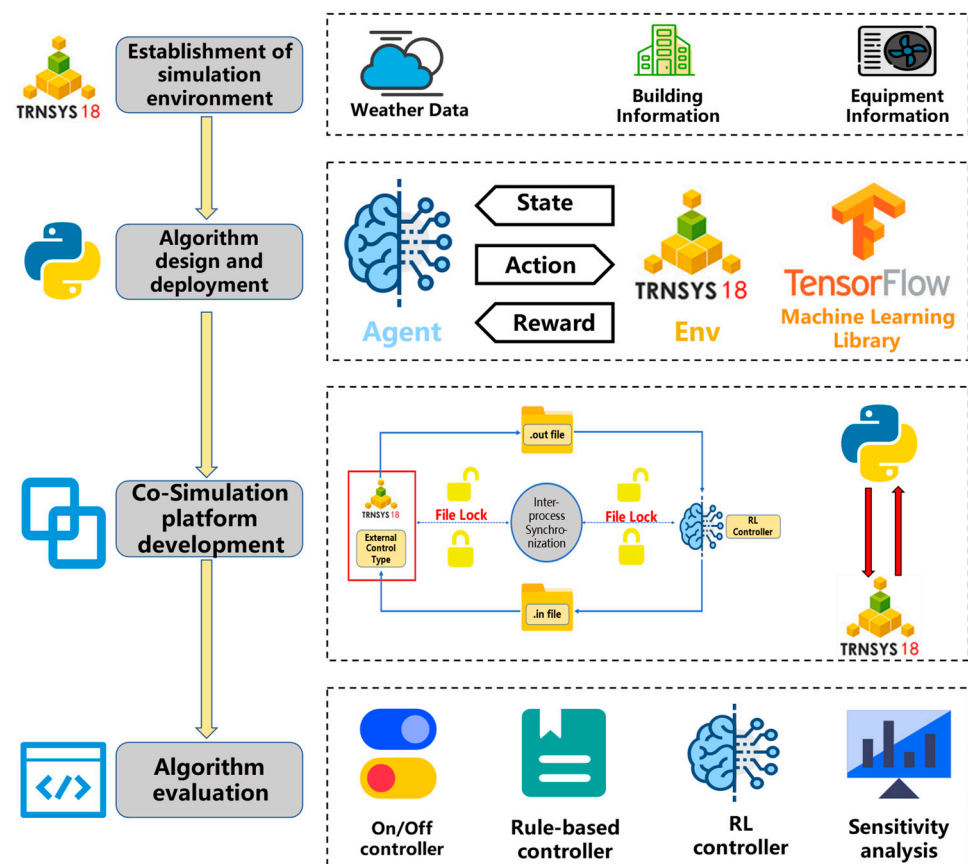 TRNSYS 18
Establishment of
simulation
environment
Weather Data
Building
Information
Equipment
Information
Algorithm
design and
deployment
State
Action
Reward
Agent
TRNSYS 18
Env
TensorFlow
Machine Learning
Library
Co-Simulation
platform
development
.out file
TRNSYS 18
External
Control
Type
File Lock
Inter-
process
Synchro-
nization
File Lock
RL
Controller
.in file
TRNSYS 18
Algorithm
evaluation
On/Off
controller
Rule-based
controller
RL
controller
Sensitivity
analysis